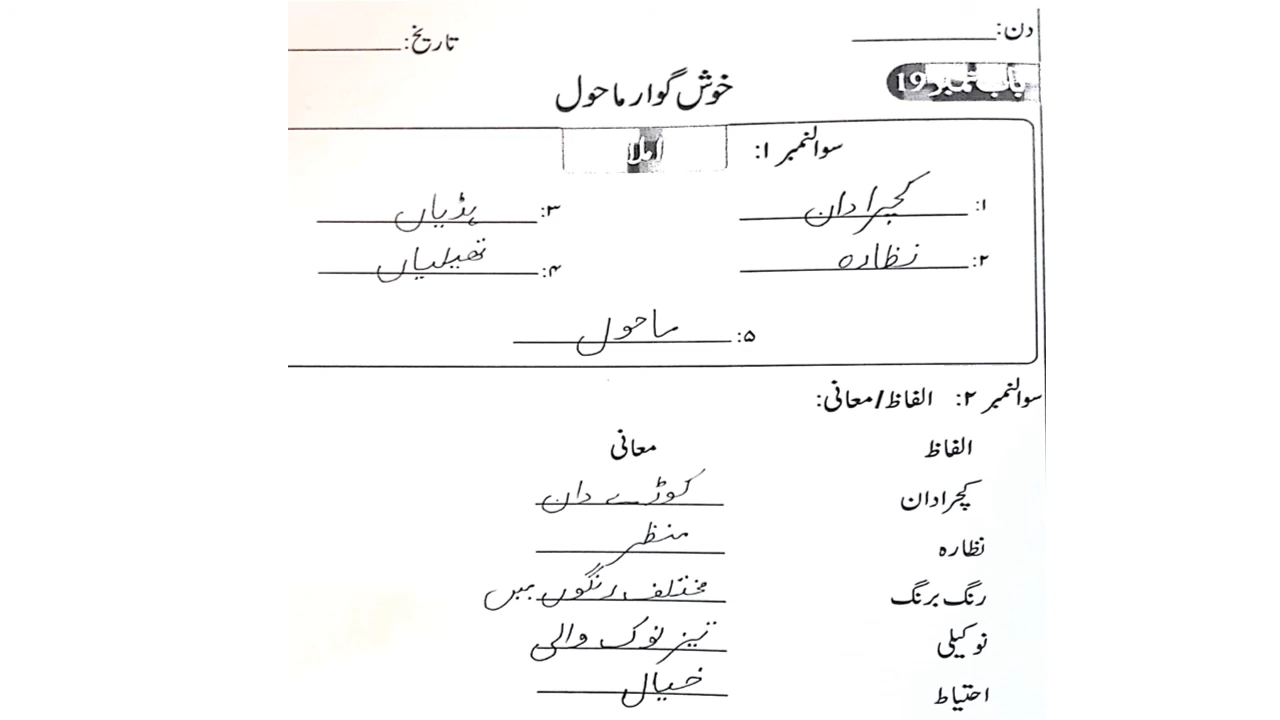 دن: تاریخ:
باب نمبر 19
خوش گوار ماحول
سوالنمبر ۱: املا
۱: کچرا دان ۳: ہڈیاں
۲: نظارہ ۴: تھیلیاں
۵: ماحول
سوالنمبر ۲: الفاظ/معانی:
الفاظ معانی
کچرادان کوڑے دان
نظارہ منظر
رنگ برنگ مختلف رنگوں میں
نوکیلی تیز نوک والی
احتیاط خیال